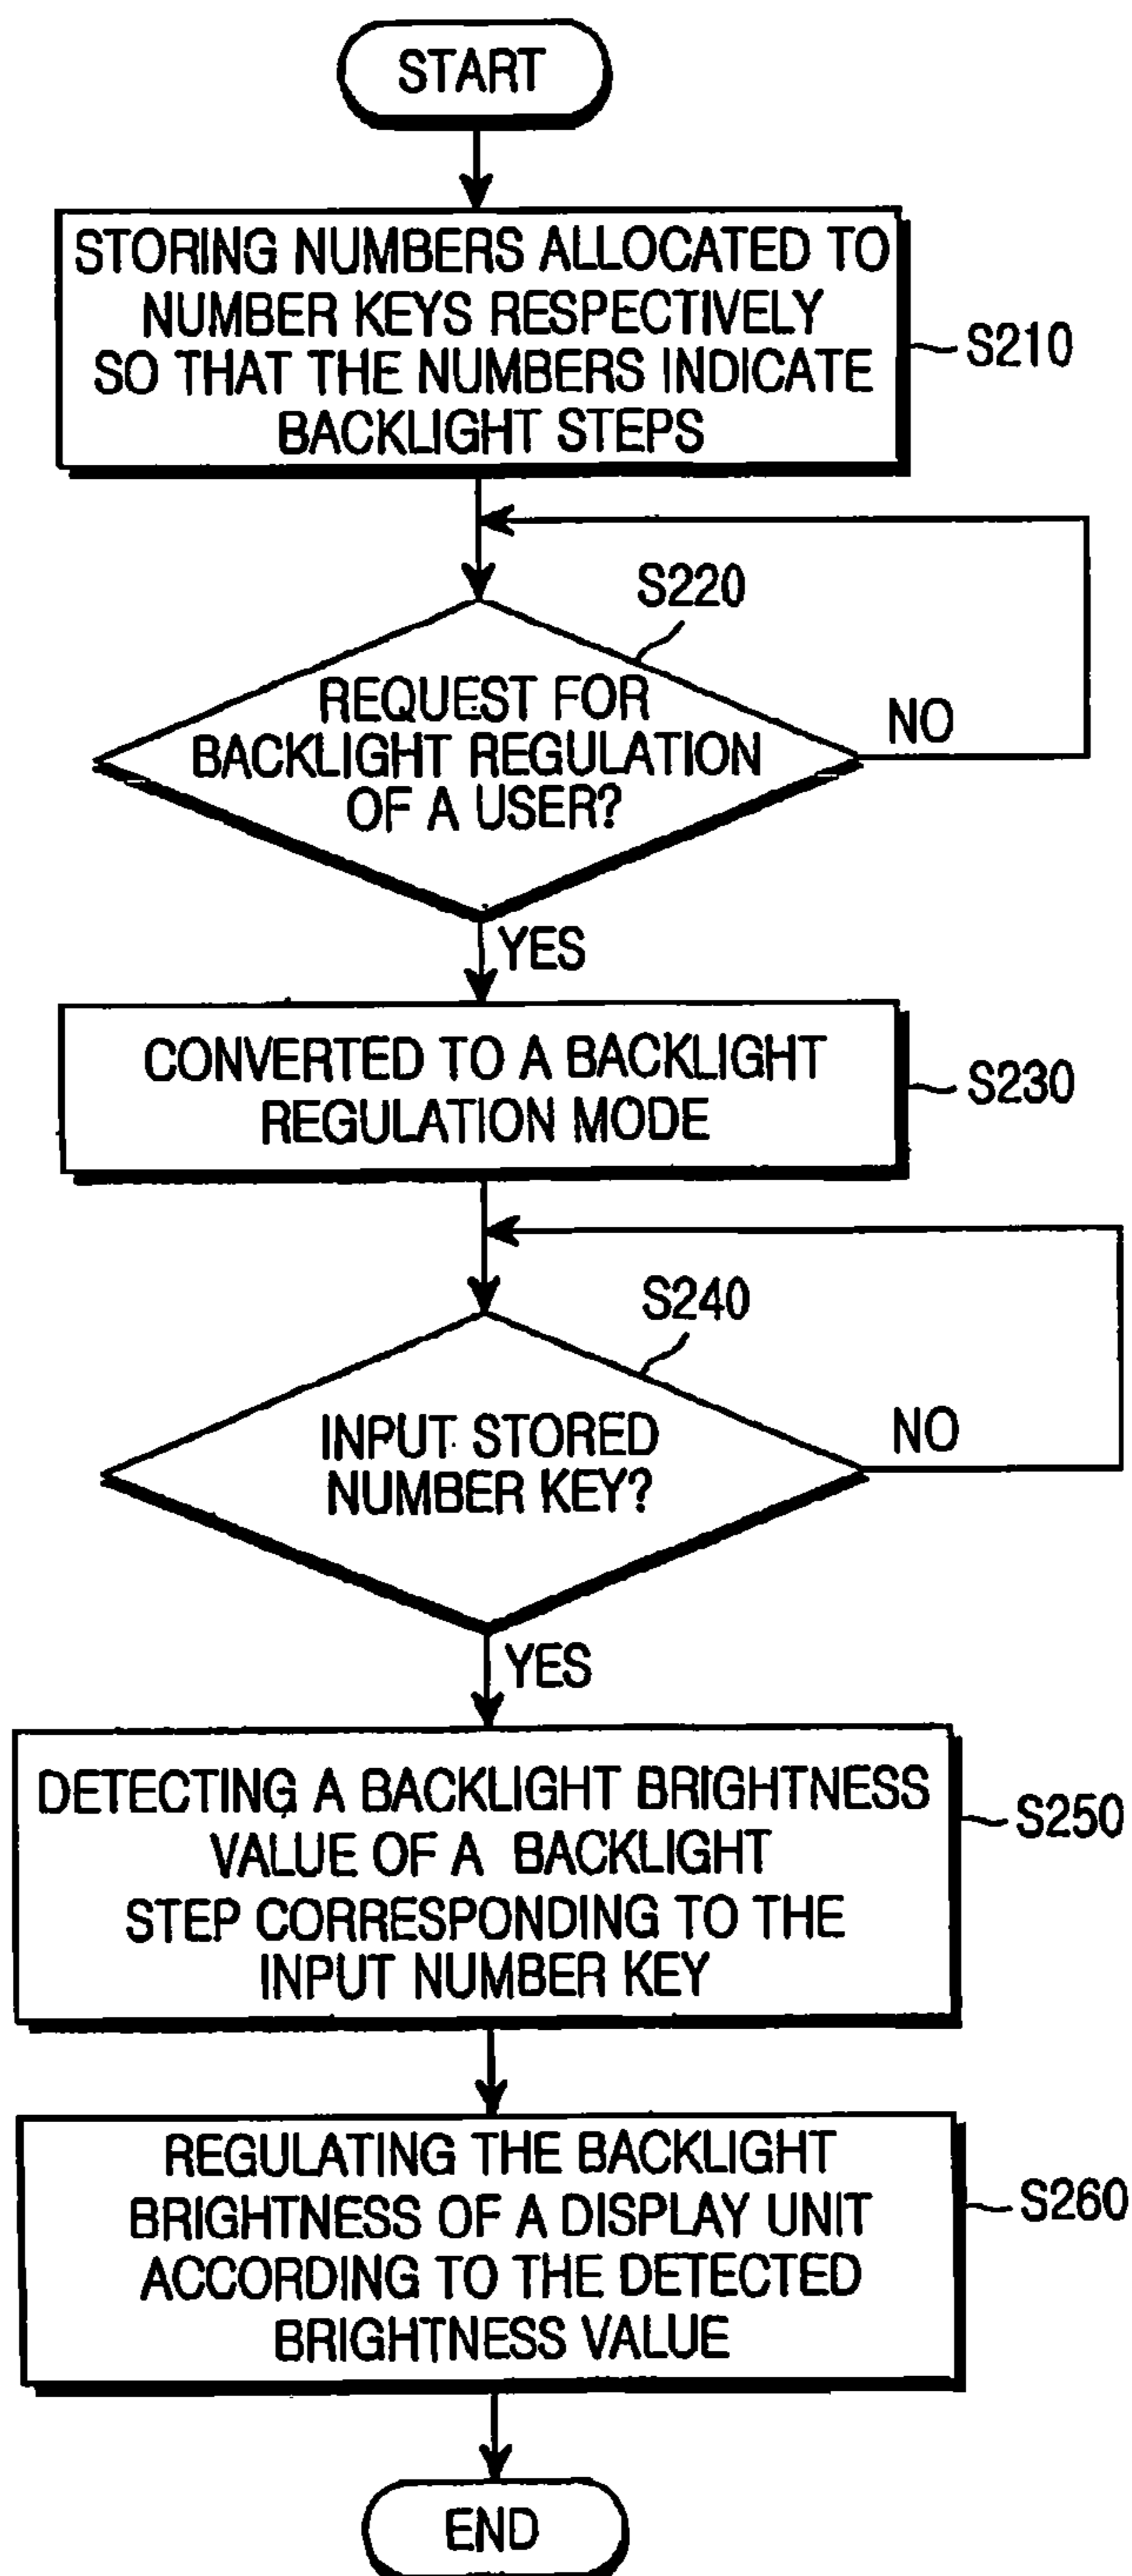 START
STORING NUMBERS ALLOCATED TO
NUMBER KEYS RESPECTIVELY
SO THAT THE NUMBERS INDICATE
BACKLIGHT STEPS
S210
S220
REQUEST FOR
BACKLIGHT REGULATION
OF A USER?
NO
YES
CONVERTED TO A BACKLIGHT
REGULATION MODE
S230
S240
INPUT STORED
NUMBER KEY?
NO
YES
DETECTING A BACKLIGHT BRIGHTNESS
VALUE OF A BACKLIGHT
STEP CORRESPONDING TO THE
INPUT NUMBER KEY
S250
REGULATING THE BACKLIGHT
BRIGHTNESS OF A DISPLAY UNIT
ACCORDING TO THE DETECTED
BRIGHTNESS VALUE
S260
END